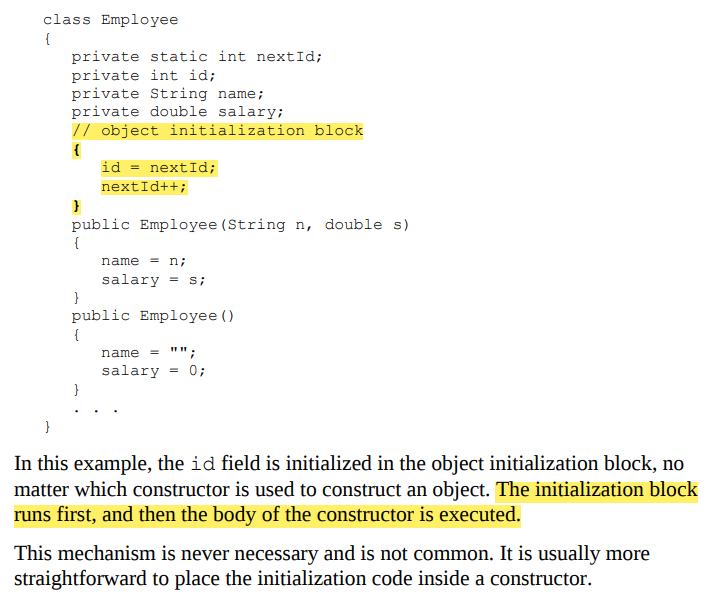 class Employee
{
private static int nextId;
private int id;
private String name;
private double salary;
// object initialization block
{
id = nextId;
nextId++;
}
public Employee(String n, double s)
{
name = n;
salary = s;
}
public Employee()
{
name = "";
salary = 0;
}
. . .
}
In this example, the id field is initialized in the object initialization block, no
matter which constructor is used to construct an object. The initialization block
runs first, and then the body of the constructor is executed.
This mechanism is never necessary and is not common. It is usually more
straightforward to place the initialization code inside a constructor.